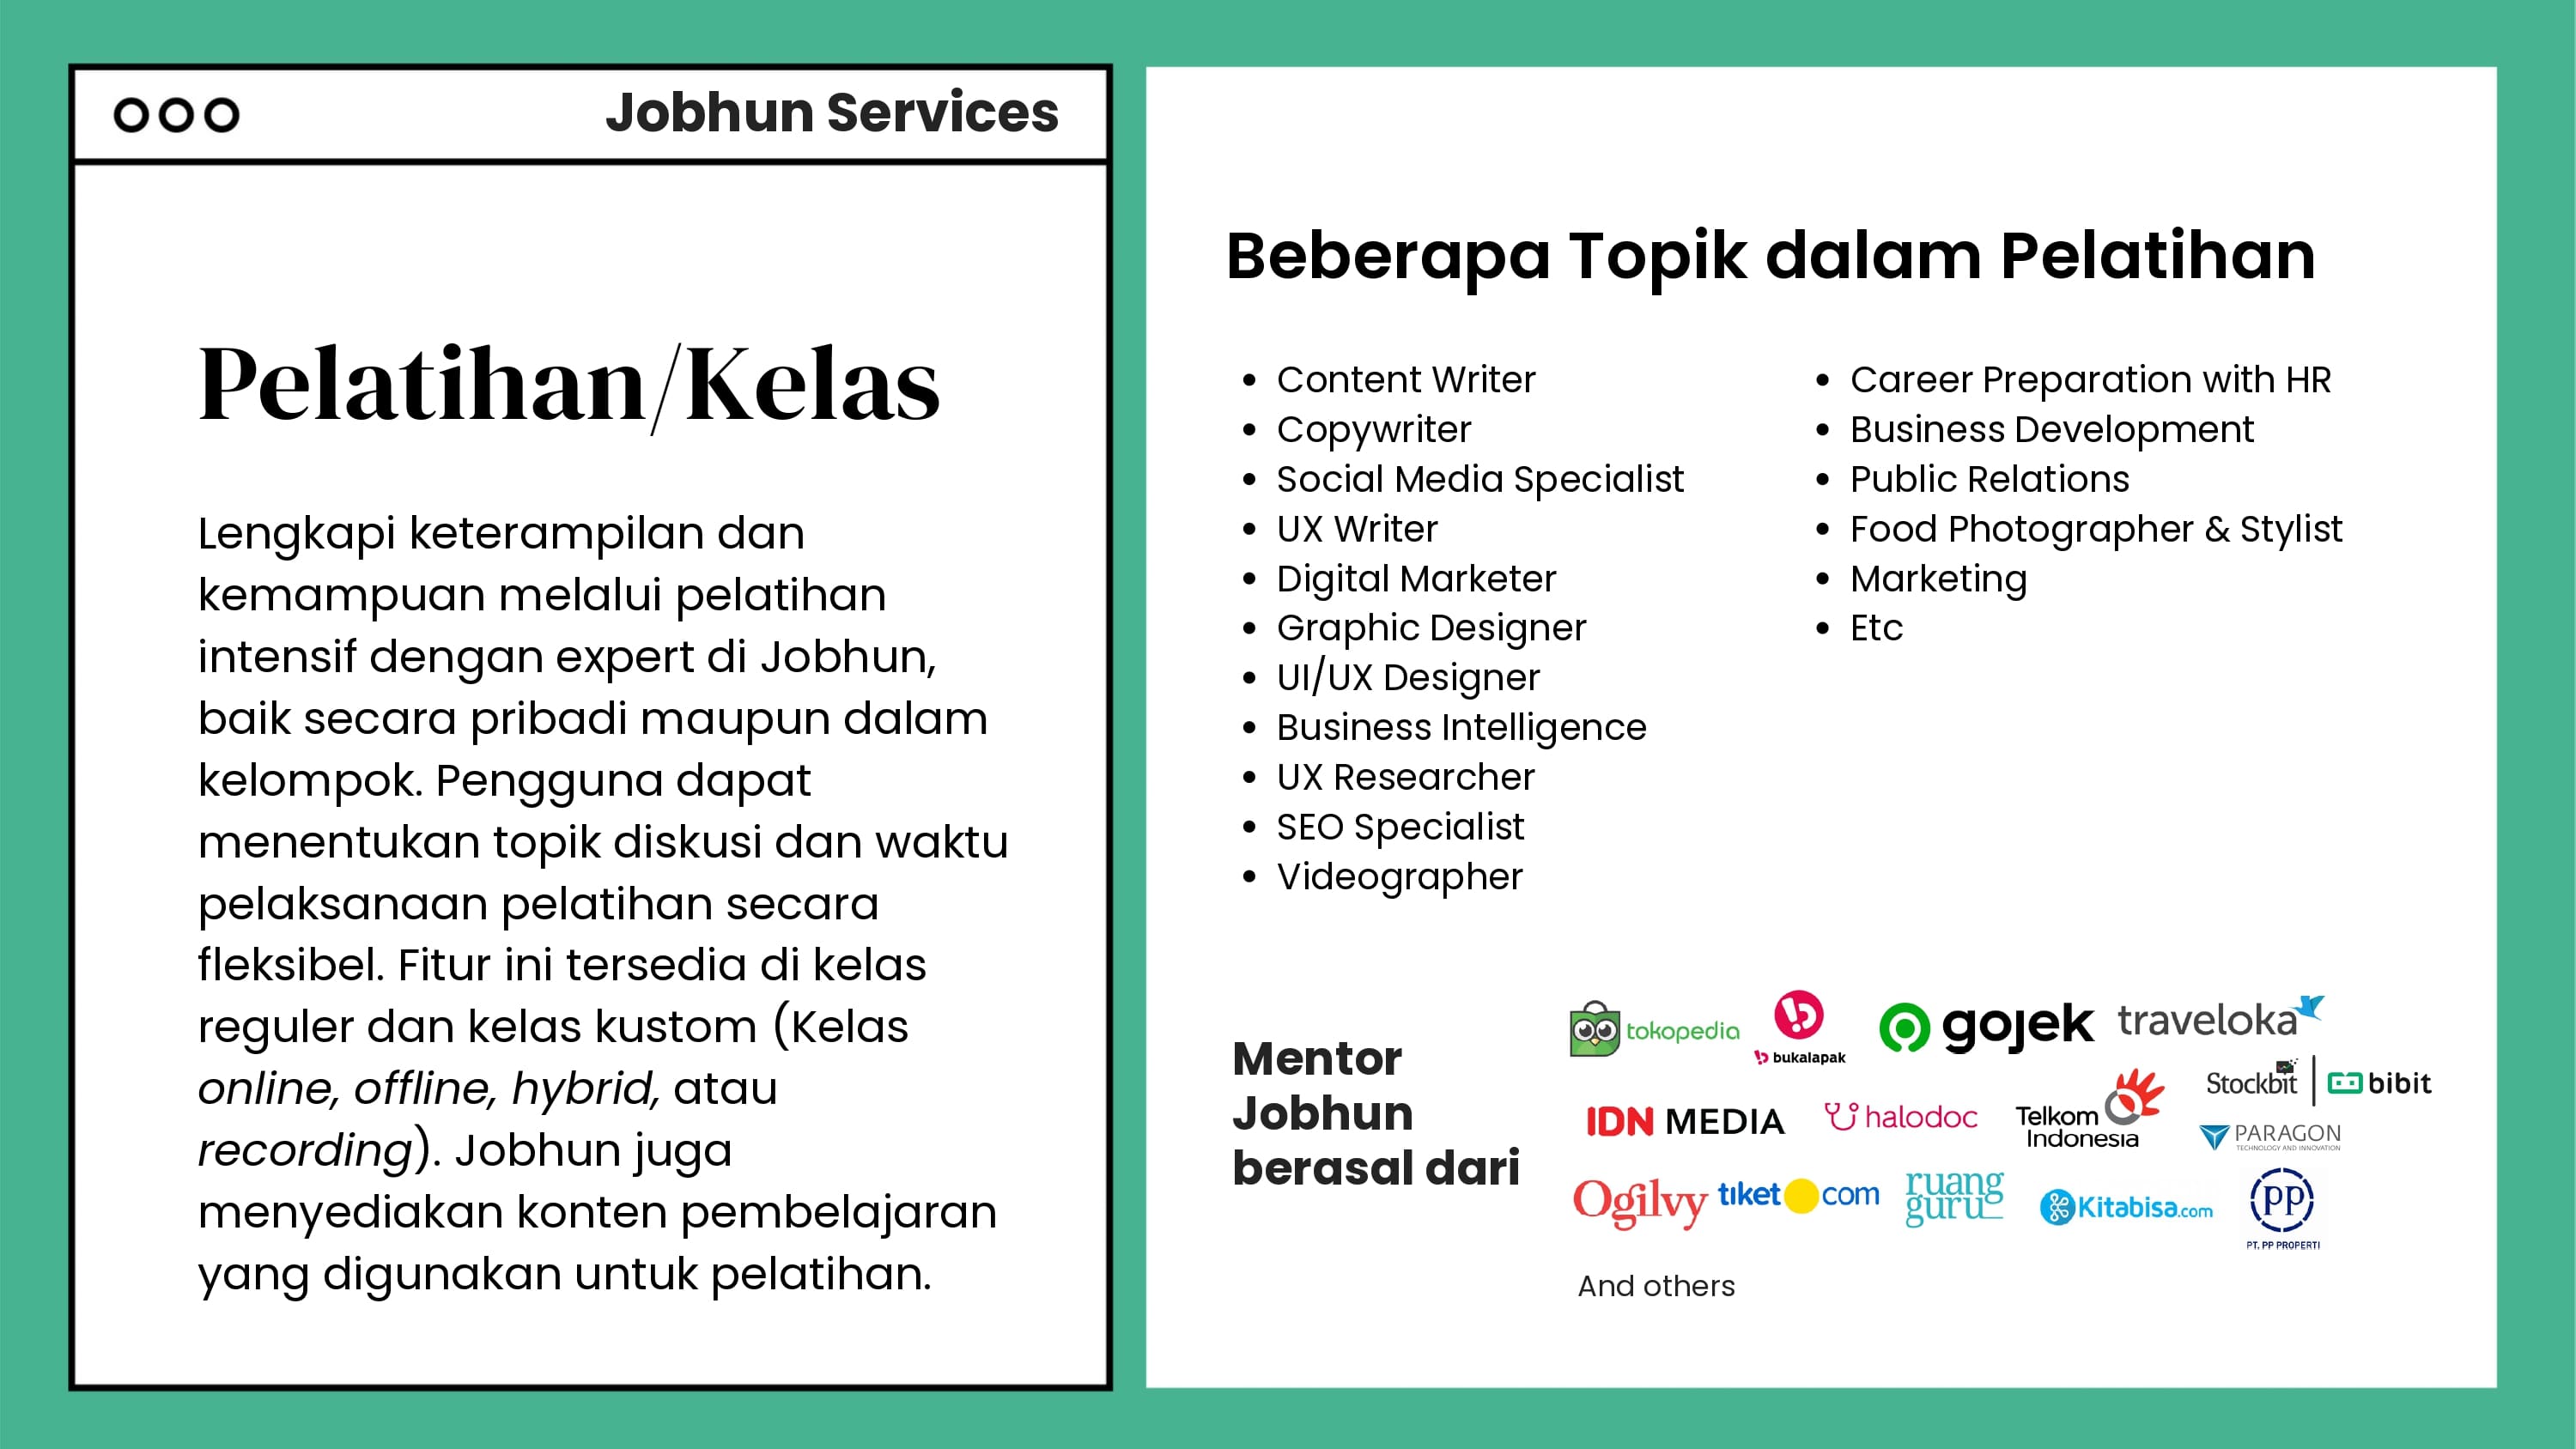 Jobhun Services
Pelatihan/Kelas
Lengkapi keterampilan dan
kemampuan melalui pelatihan
intensif dengan expert di Jobhun,
baik secara pribadi maupun dalam
kelompok. Pengguna dapat
menentukan topik diskusi dan waktu
pelaksanaan pelatihan secara
fleksibel. Fitur ini tersedia di kelas
reguler dan kelas kustom (Kelas
online, offline, hybrid, atau
recording). Jobhun juga
menyediakan konten pembelajaran
yang digunakan untuk pelatihan.
Beberapa Topik dalam Pelatihan
• Content Writer
• Copywriter
• Social Media Specialist
• UX Writer
• Digital Marketer
• Graphic Designer
• UI/UX Designer
• Business Intelligence
• UX Researcher
• SEO Specialist
• Videographer
• Career Preparation with HR
• Business Development
• Public Relations
• Food Photographer & Stylist
• Marketing
• Etc
Mentor
Jobhun
berasal dari
tokopedia
bukalapak
gojek
traveloka
IDN MEDIA
halodoc
Telkom
Indonesia
Stockbit | bibit
PARAGON
TECHNOLOGY AND INNOVATION
Ogilvy
tiket com
ruang
guru
Kitabisa.com
pp
PT. PP PROPERTI
And others